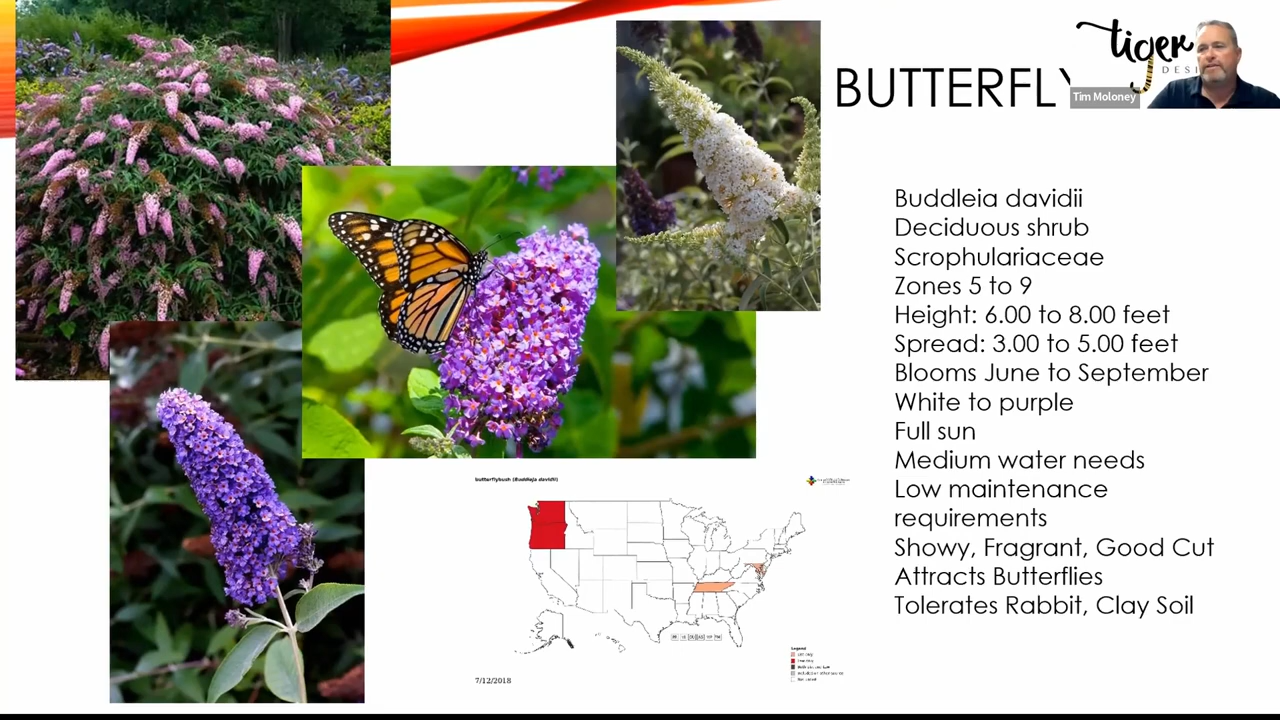 tiger
DESI
BUTTERFLY
Tim Moloney
Buddleia davidii
Deciduous shrub
Scrophulariaceae
Zones 5 to 9
Height: 6.00 to 8.00 feet
Spread: 3.00 to 5.00 feet
Blooms June to September
White to purple
Full sun
Medium water needs
Low maintenance
requirements
Showy, Fragrant, Good Cut
Attracts Butterflies
Tolerates Rabbit, Clay Soil
butterflybush (Buddleja davidii)
Legend
7/12/2018